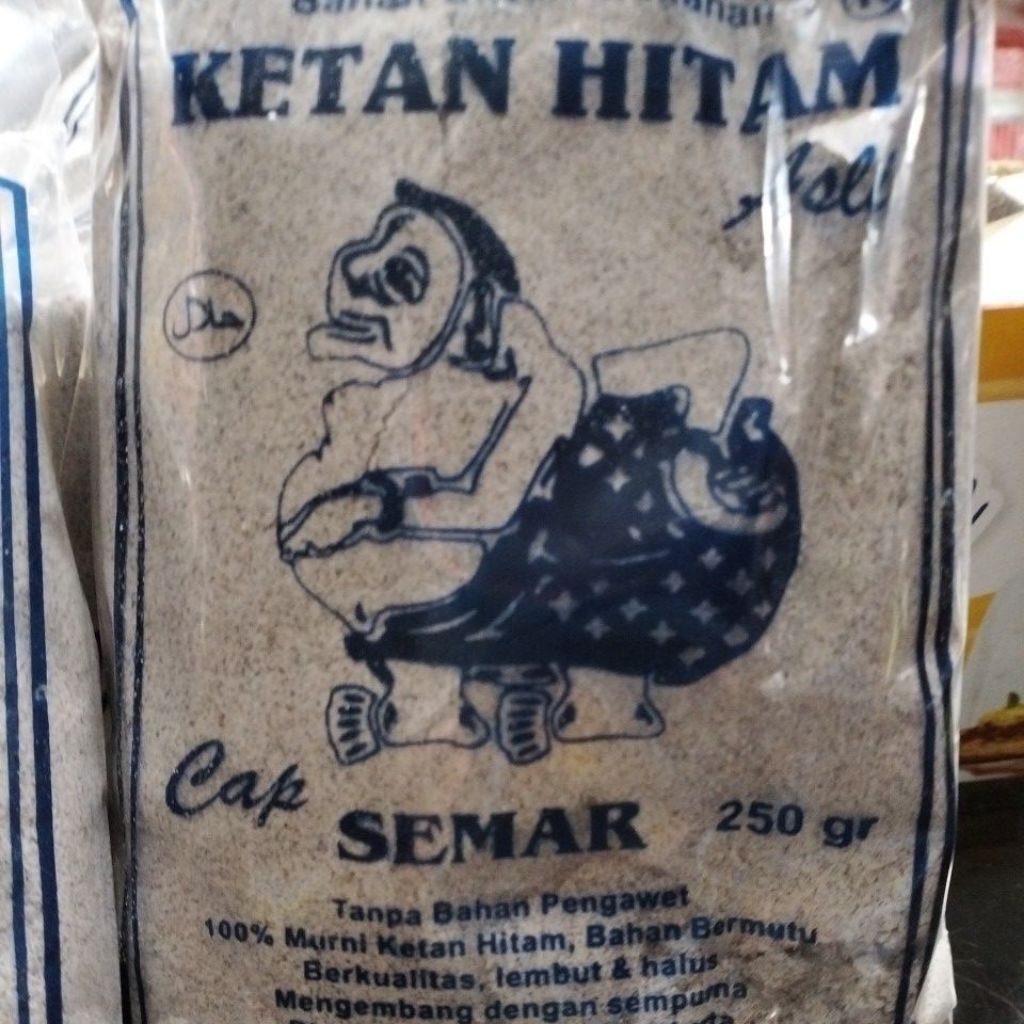 KETAN HITAM
Asli
حلال
Cap
SEMAR
250 gr
Tanpa Bahan Pengawet
100% Murni Ketan Hitam, Bahan Bermutu
Berkualitas, lembut & halus
Mengembang dengan sempurna